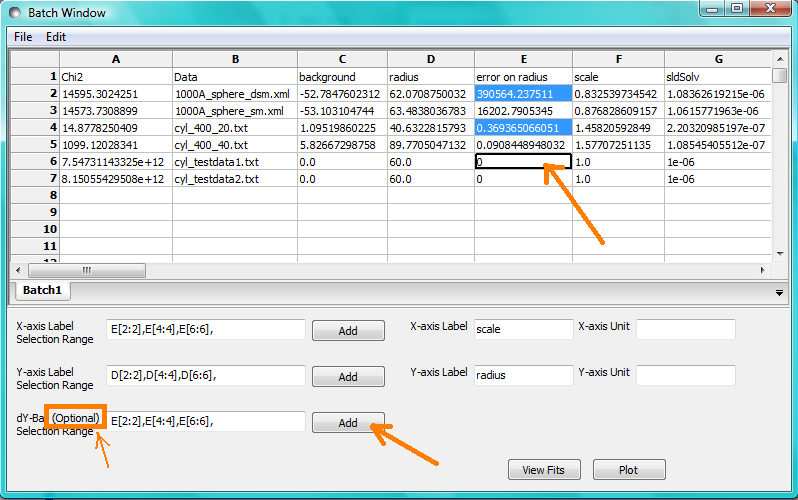 Batch Window
File Edit
A B C D E F G
1 Chi2 Data background radius error on radius scale sldSolv
2 14595.3024251 1000A_sphere_dsm.xml -52.7847602312 62.0708750032 390564.237511 0.832539734542 1.08362619215e-06
3 14573.7308899 1000A_sphere_sm.xml -53.103104744 63.4838036783 16202.7905345 0.876828609157 1.0615771963e-06
4 14.8778250409 cyl_400_20.txt 1.09519860225 40.6322815793 0.369365066051 1.45820592849 2.20320985197e-07
5 1099.12028341 cyl_400_40.txt 5.82667298758 89.7705047132 0.0908448948032 1.57707251135 1.08545405512e-07
6 7.54731143325e+12 cyl_testdata1.txt 0.0 60.0 0 1.0 1e-06
7 8.15055429508e+12 cyl_testdata2.txt 0.0 60.0 0 1.0 1e-06
8
9
10
11
Batch1
X-axis Label E[2:2],E[4:4],E[6:6], Add X-axis Label scale X-axis Unit
Selection Range
Y-axis Label D[2:2],D[4:4],D[6:6], Add Y-axis Label radius Y-axis Unit
Selection Range
dY-Ba (Optional) E[2:2],E[4:4],E[6:6], Add
Selection Range
View Fits Plot